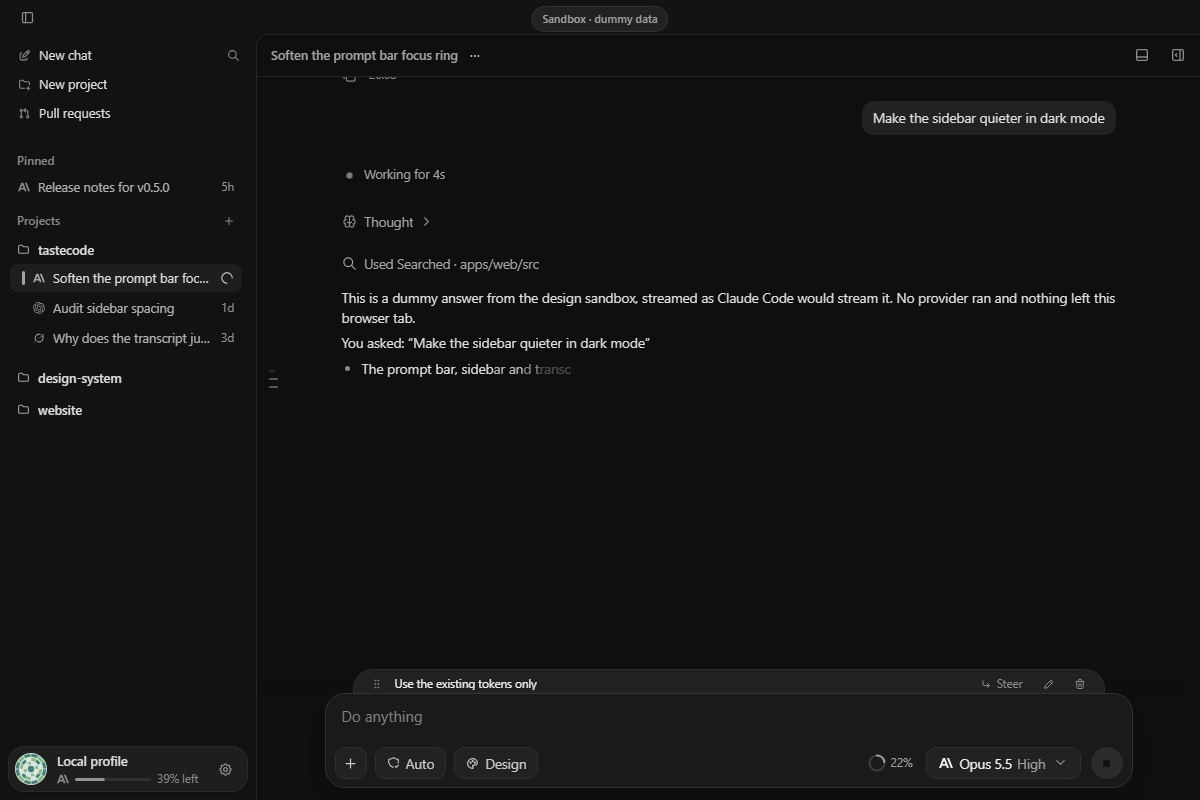 Sandbox · dummy data
New chat
New project
Pull requests
Pinned
Release notes for v0.5.0 5h
Projects
tastecode
Soften the prompt bar foc...
Audit sidebar spacing 1d
Why does the transcript ju... 3d
design-system
website
Local profile
39% left
Soften the prompt bar focus ring
Make the sidebar quieter in dark mode
Working for 4s
Thought
Used Searched · apps/web/src
This is a dummy answer from the design sandbox, streamed as Claude Code would stream it. No provider ran and nothing left this
browser tab.
You asked: “Make the sidebar quieter in dark mode”
The prompt bar, sidebar and transc
Use the existing tokens only Steer
Do anything
Auto Design 22% Opus 5.5 High